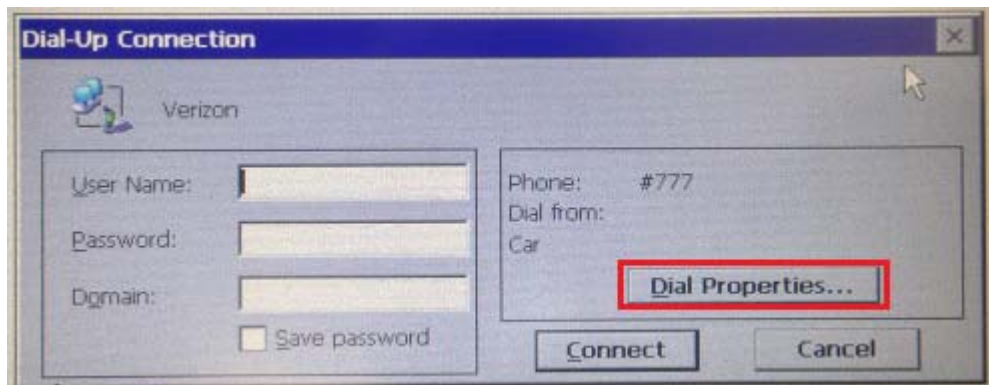 Dial-Up Connection
Verizon
User Name:
Password:
Domain:
Save password
Phone: #777
Dial from:
Car
Dial Properties...
Connect
Cancel